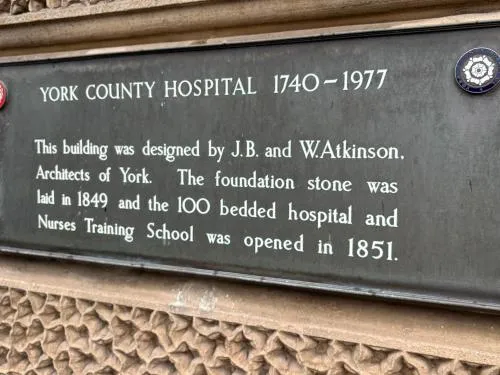 YORK COUNTY HOSPITAL 1740-1977
This building was designed by J.B. and W.Atkinson,
Architects of York. The foundation stone was
laid in 1849 and the 100 bedded hospital and
Nurses Training School was opened in 1851.